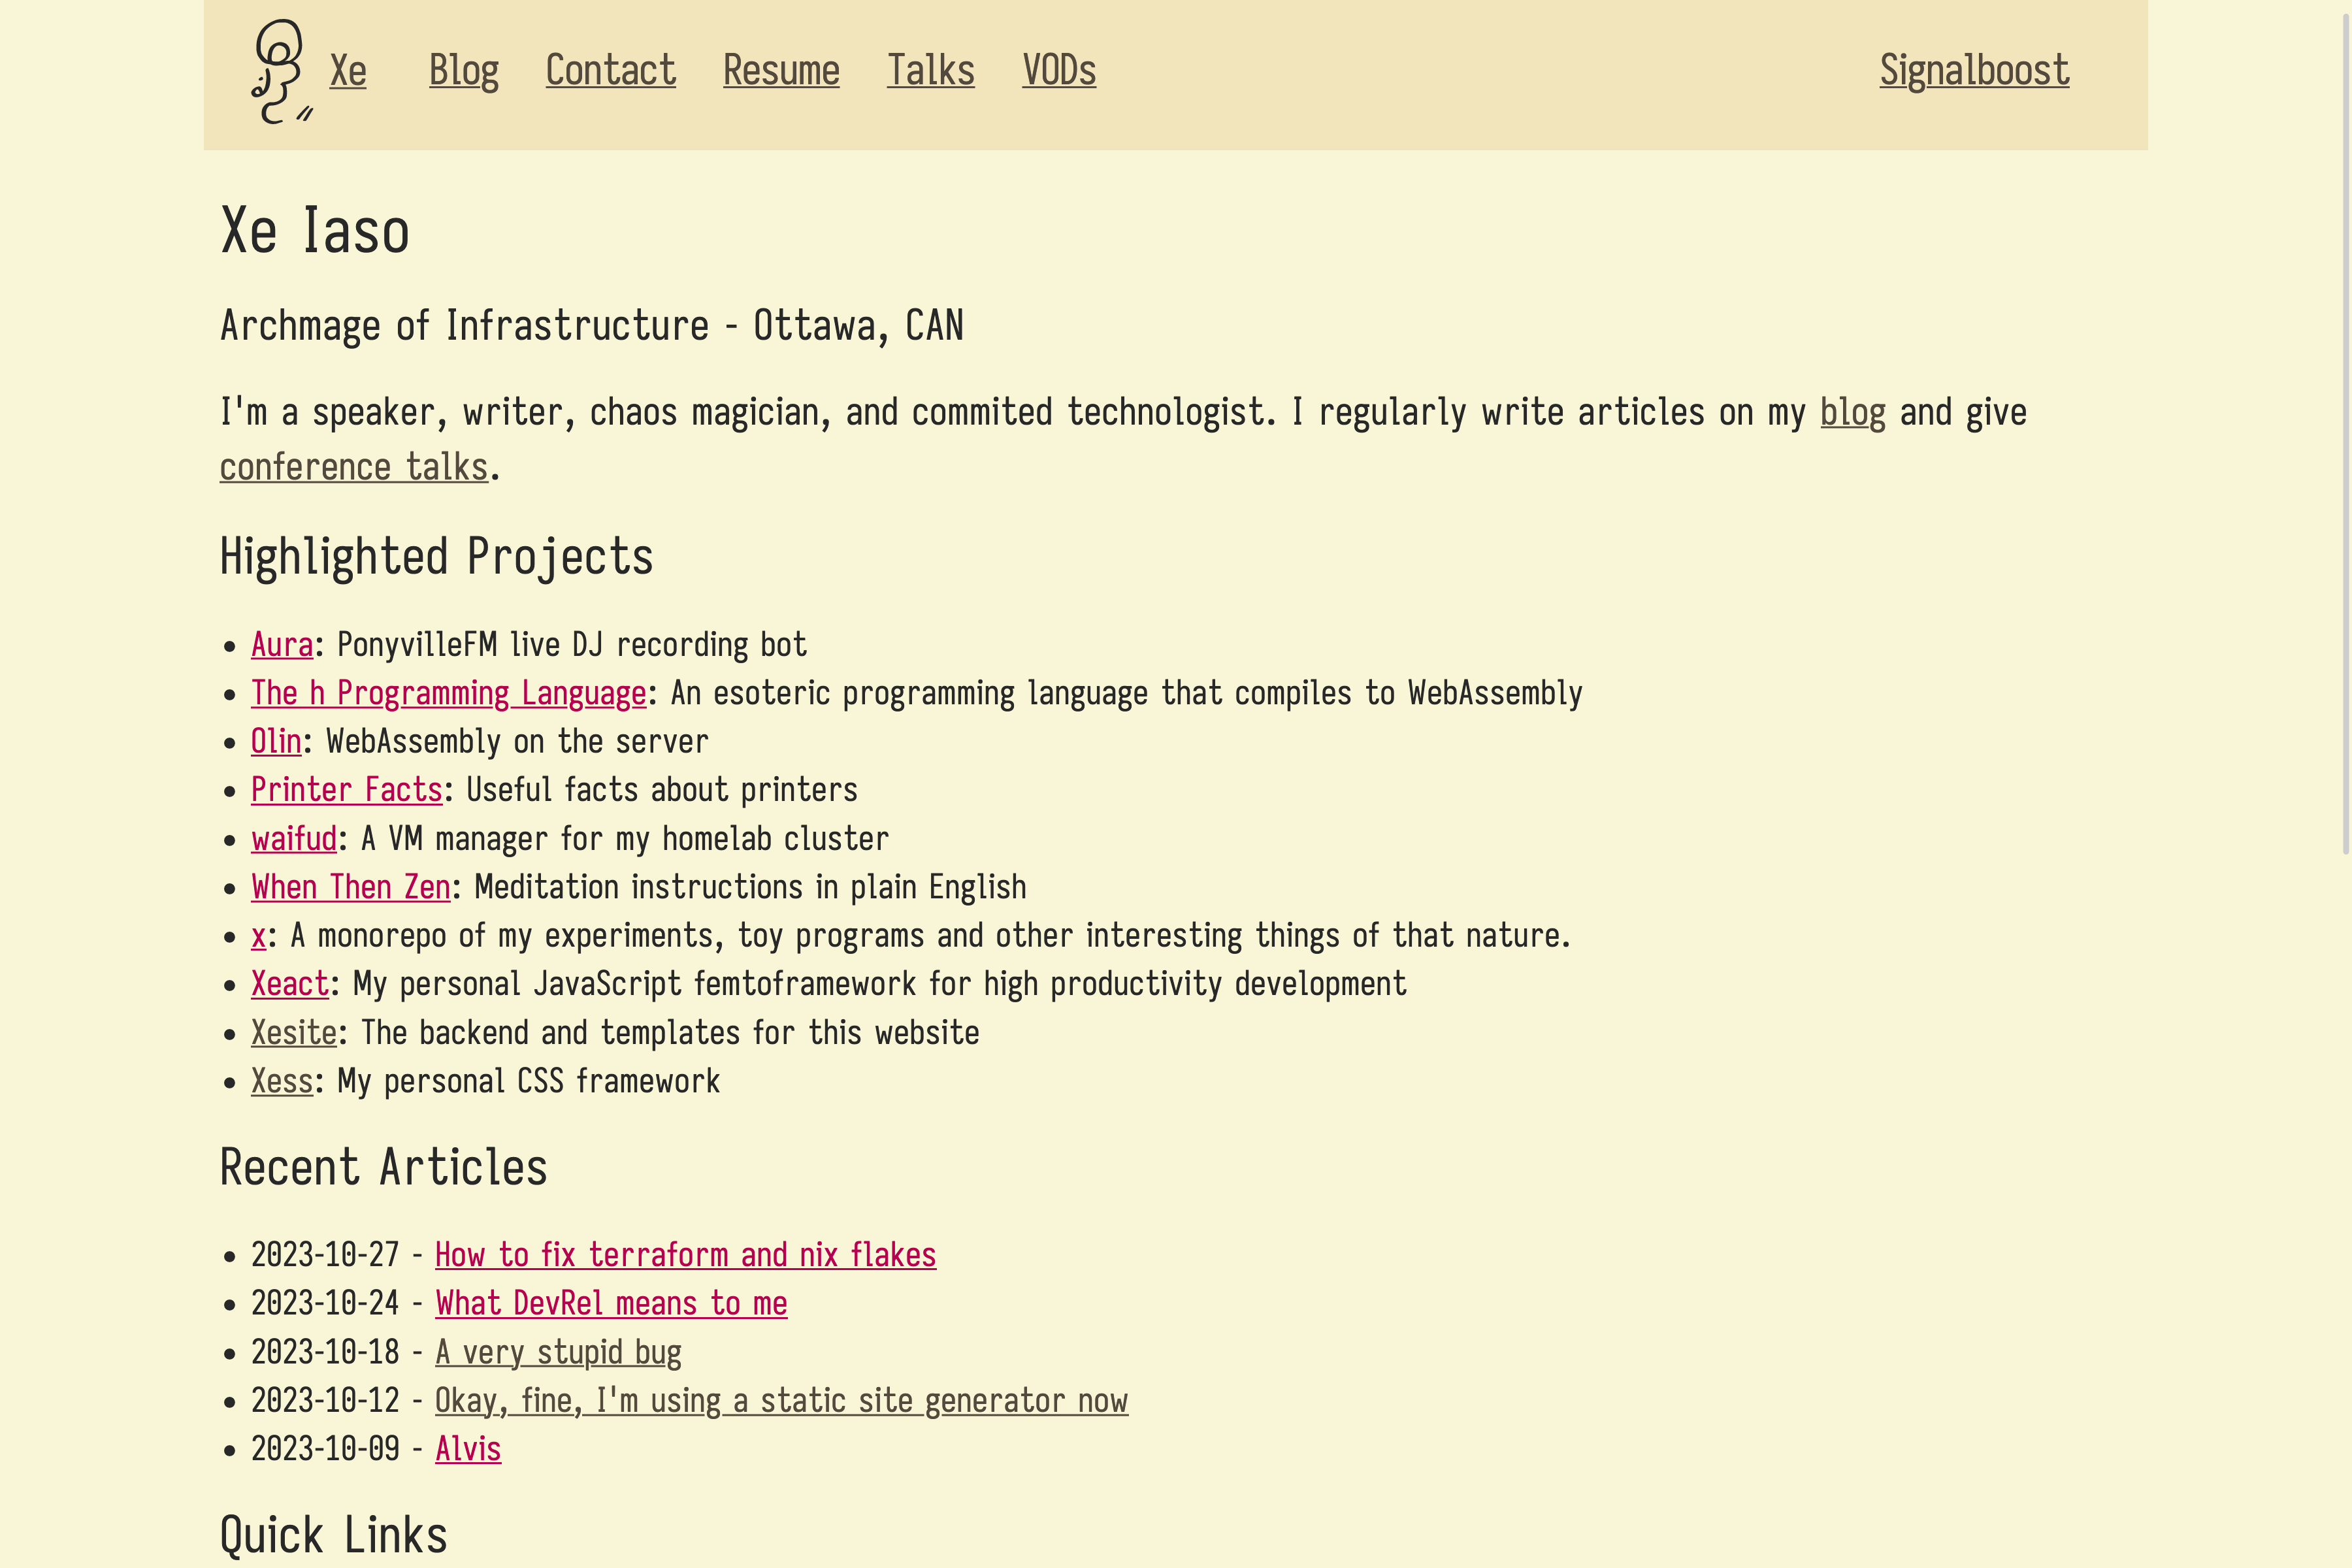 Xe Blog Contact Resume Talks VODs Signalboost
Xe Iaso
Archmage of Infrastructure - Ottawa, CAN
I'm a speaker, writer, chaos magician, and commited technologist. I regularly write articles on my blog and give
conference talks.
Highlighted Projects
• Aura: PonyvilleFM live DJ recording bot
• The h Programming Language: An esoteric programming language that compiles to WebAssembly
• Olin: WebAssembly on the server
• Printer Facts: Useful facts about printers
• waifud: A VM manager for my homelab cluster
• When Then Zen: Meditation instructions in plain English
• x: A monorepo of my experiments, toy programs and other interesting things of that nature.
• Xeact: My personal JavaScript femtoframework for high productivity development
• Xesite: The backend and templates for this website
• Xess: My personal CSS framework
Recent Articles
• 2023-10-27 - How to fix terraform and nix flakes
• 2023-10-24 - What DevRel means to me
• 2023-10-18 - A very stupid bug
• 2023-10-12 - Okay, fine, I'm using a static site generator now
• 2023-10-09 - Alvis
Quick Links